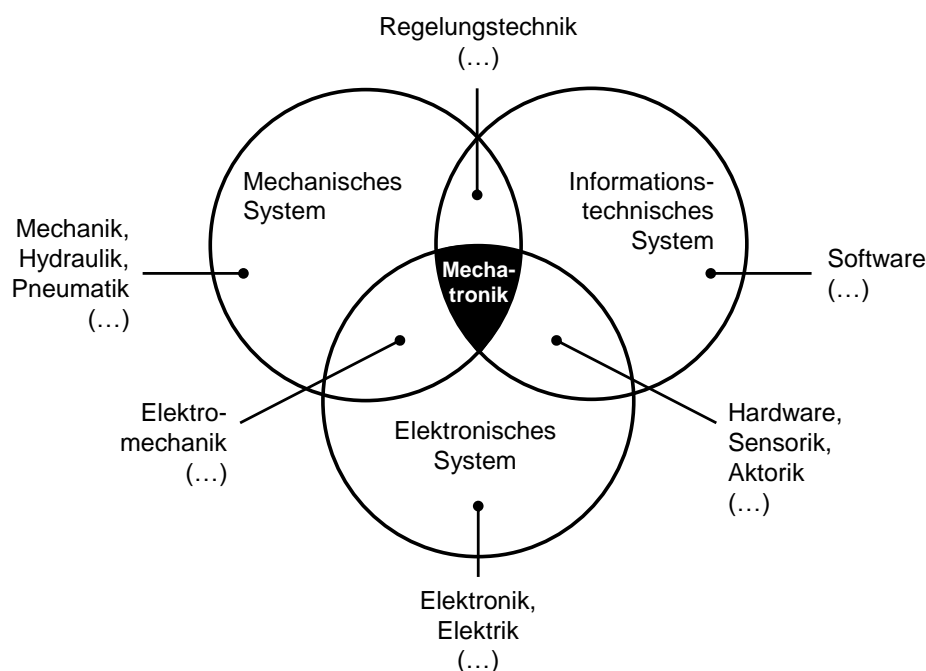 Regelungstechnik
(…)
Mechanisches
System
Informations-
technisches
System
Mechanik,
Hydraulik,
Pneumatik
(…)
Mecha-
tronik
Software
(…)
Elektro-
mechanik
(…)
Elektronisches
System
Hardware,
Sensorik,
Aktorik
(…)
Elektronik,
Elektrik
(…)